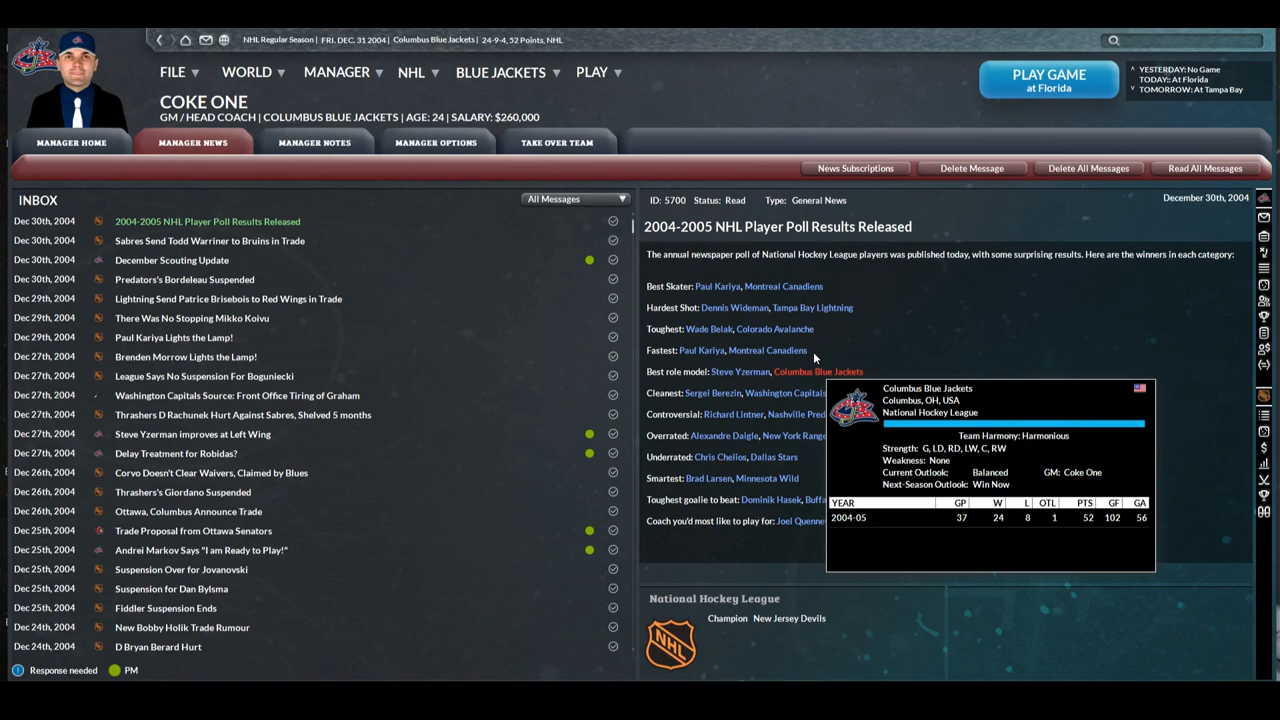 NHL Regular Season | FRI. DEC. 31 2004 | Columbus Blue Jackets | 24-9-4, 52 Points, NHL
FILE WORLD MANAGER NHL BLUE JACKETS PLAY
PLAY GAME
at Florida
YESTERDAY: No Game
TODAY: At Florida
TOMORROW: At Tampa Bay
COKE ONE
GM / HEAD COACH | COLUMBUS BLUE JACKETS | AGE: 24 | SALARY: $260,000
MANAGER HOME MANAGER NEWS MANAGER NOTES MANAGER OPTIONS TAKE OVER TEAM
News Subscriptions Delete Message Delete All Messages Read All Messages
INBOX All Messages
Dec 30th, 2004 2004-2005 NHL Player Poll Results Released
Dec 30th, 2004 Sabres Send Todd Warriner to Bruins in Trade
Dec 30th, 2004 December Scouting Update
Dec 30th, 2004 Predators's Bordeleau Suspended
Dec 29th, 2004 Lightning Send Patrice Brisebois to Red Wings in Trade
Dec 29th, 2004 There Was No Stopping Mikko Koivu
Dec 29th, 2004 Paul Kariya Lights the Lamp!
Dec 27th, 2004 Brenden Morrow Lights the Lamp!
Dec 27th, 2004 League Says No Suspension For Boguniecki
Dec 27th, 2004 Washington Capitals Source: Front Office Tiring of Graham
Dec 27th, 2004 Thrashers D Rachunek Hurt Against Sabres, Shelved 5 months
Dec 27th, 2004 Steve Yzerman improves at Left Wing
Dec 27th, 2004 Delay Treatment for Robidas?
Dec 26th, 2004 Corvo Doesn't Clear Waivers, Claimed by Blues
Dec 26th, 2004 Thrashers's Giordano Suspended
Dec 26th, 2004 Ottawa, Columbus Announce Trade
Dec 25th, 2004 Trade Proposal from Ottawa Senators
Dec 25th, 2004 Andrei Markov Says "I am Ready to Play!"
Dec 25th, 2004 Suspension Over for Jovanovski
Dec 25th, 2004 Suspension for Dan Bylsma
Dec 25th, 2004 Fiddler Suspension Ends
Dec 24th, 2004 New Bobby Holik Trade Rumour
Dec 24th, 2004 D Bryan Berard Hurt
Response needed PM
ID: 5700 Status: Read Type: General News December 30th, 2004
2004-2005 NHL Player Poll Results Released
The annual newspaper poll of National Hockey League players was published today, with some surprising results. Here are the winners in each category:
Best Skater: Paul Kariya, Montreal Canadiens
Hardest Shot: Dennis Wideman, Tampa Bay Lightning
Toughest: Wade Belak, Colorado Avalanche
Fastest: Paul Kariya, Montreal Canadiens
Best role model: Steve Yzerman, Columbus Blue Jackets
Cleanest: Sergei Berezin, Washington Capitals
Controversial: Richard Lintner, Nashville Pred
Overrated: Alexandre Daigle, New York Range
Underrated: Chris Chelios, Dallas Stars
Smartest: Brad Larsen, Minnesota Wild
Toughest goalie to beat: Dominik Hasek, Buffa
Coach you'd most like to play for: Joel Quenne
Columbus Blue Jackets
Columbus, OH, USA
National Hockey League
Team Harmony: Harmonious
Strength: G, LD, RD, LW, C, RW
Weakness: None
Current Outlook: Balanced GM: Coke One
Next-Season Outlook: Win Now
YEAR GP W L OTL PTS GF GA
2004-05 37 24 8 1 52 102 56
National Hockey League
Champion New Jersey Devils
NHL